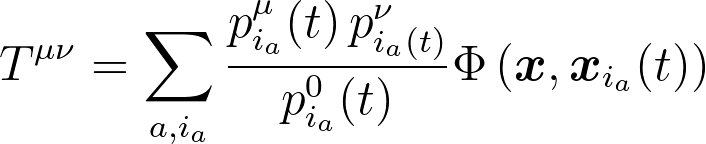 T^{\mu\nu} = \sum_{a,i_a} \frac{p^{\mu}_{i_a}(t)\, p^{\nu}_{i_a(t)}}{p^{0}_{i_a}(t)} \Phi\left(\boldsymbol{x}, \boldsymbol{x}_{i_a}(t)\right)